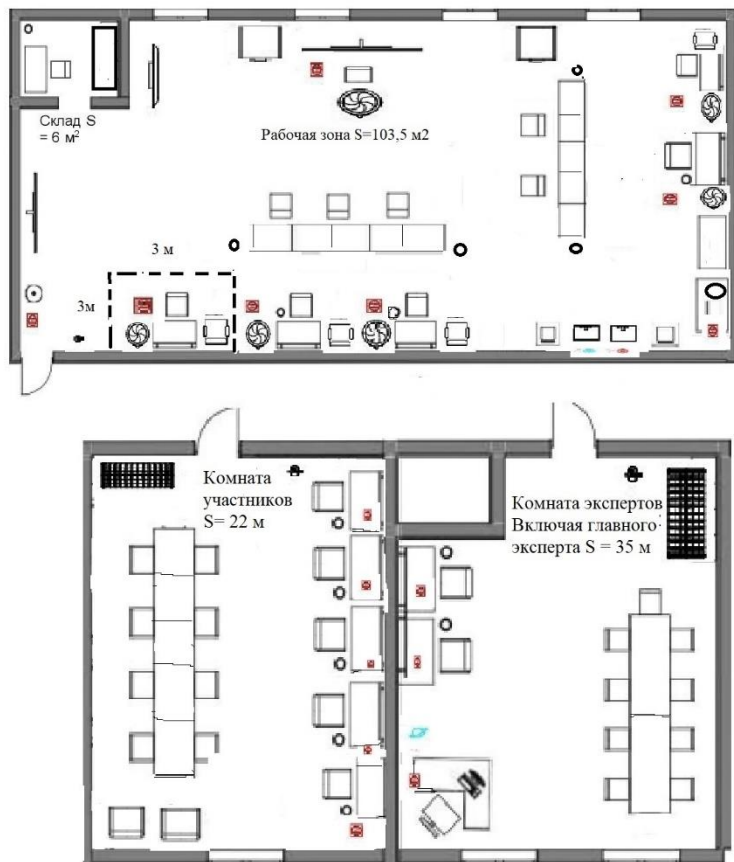 Склад S
= 6 м²
Рабочая зона S=103,5 м2
3 м
3м
Комната
участников
S= 22 м
Комната экспертов
Включая главного
эксперта S = 35 м